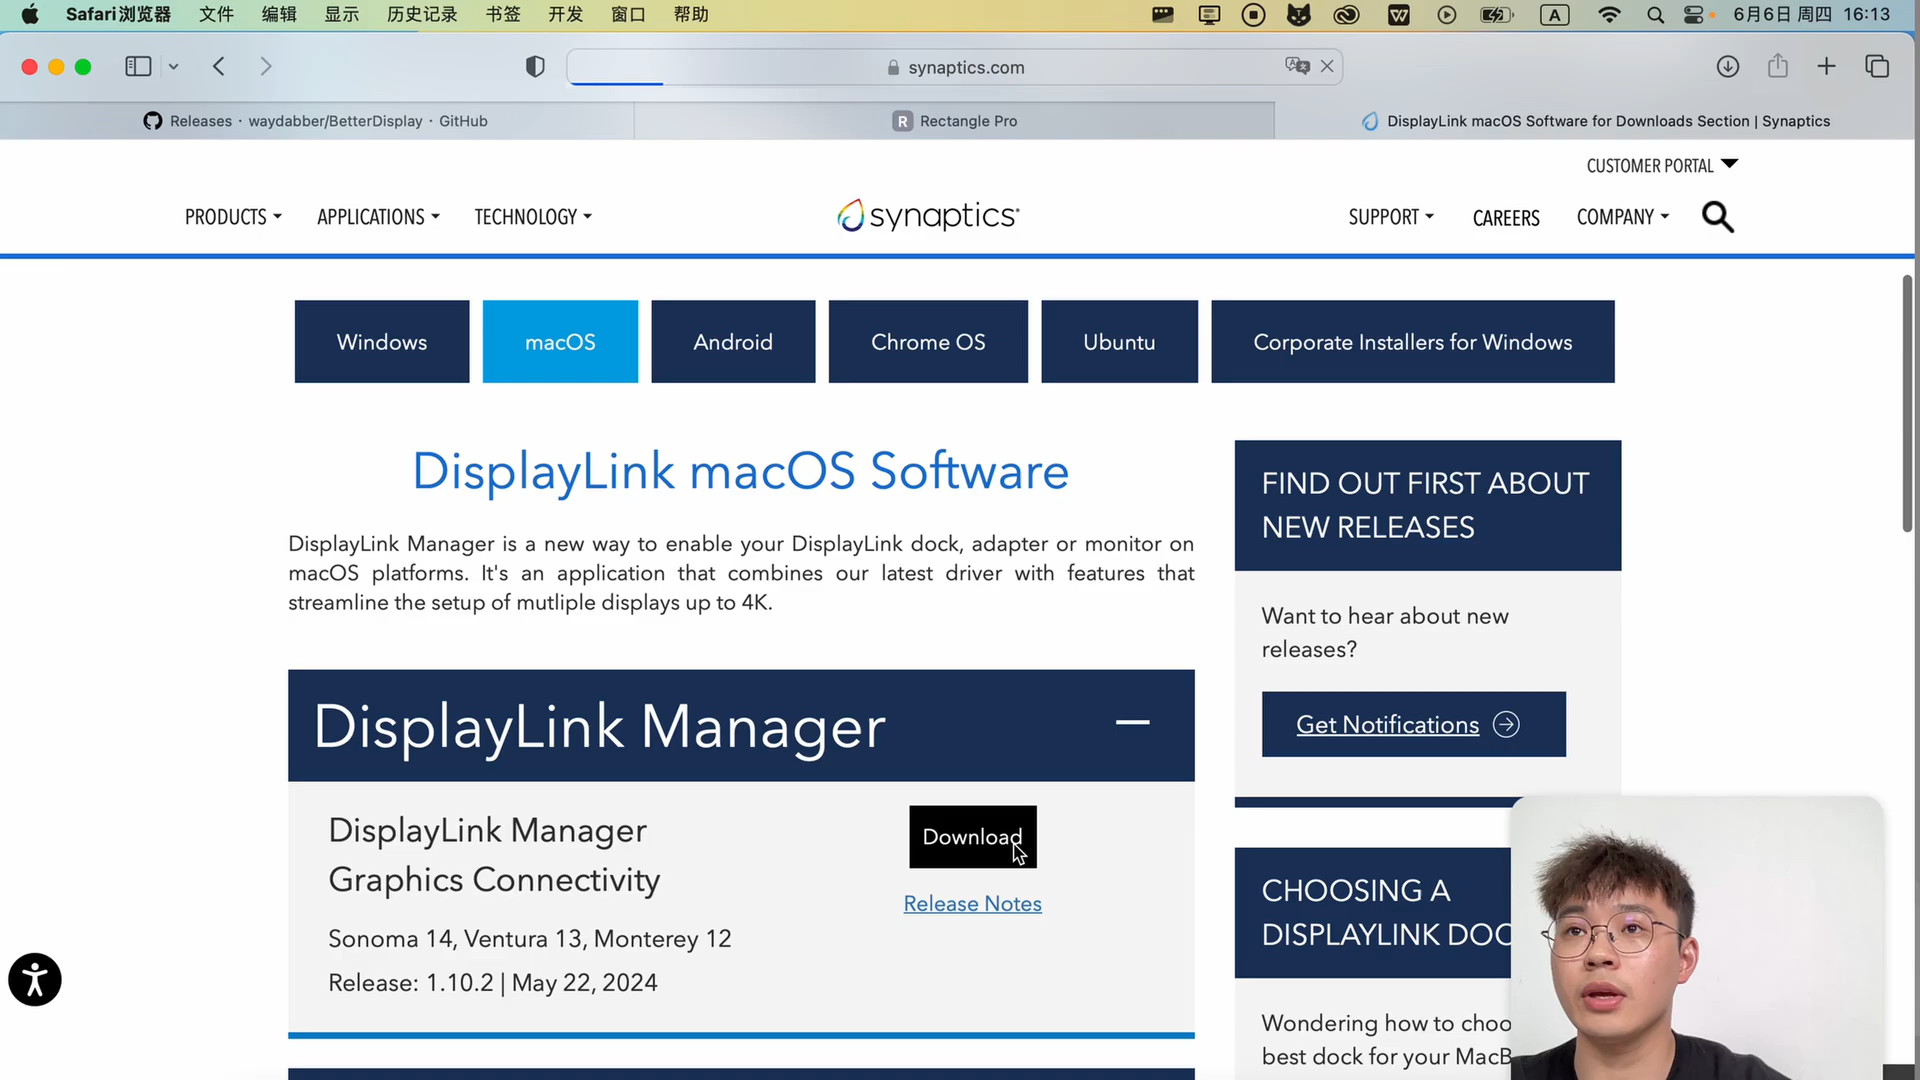 Safari浏览器 文件 编辑 显示 历史记录 书签 开发 窗口 帮助 A 6月6日 周四 16:13
synaptics.com
Releases · waydabber/BetterDisplay · GitHub
R Rectangle Pro
DisplayLink macOS Software for Downloads Section | Synaptics
CUSTOMER PORTAL
PRODUCTS APPLICATIONS TECHNOLOGY synaptics SUPPORT CAREERS COMPANY
Windows macOS Android Chrome OS Ubuntu Corporate Installers for Windows
DisplayLink macOS Software
DisplayLink Manager is a new way to enable your DisplayLink dock, adapter or monitor on
macOS platforms. It's an application that combines our latest driver with features that
streamline the setup of mutliple displays up to 4K.
DisplayLink Manager
DisplayLink Manager
Graphics Connectivity
Sonoma 14, Ventura 13, Monterey 12
Release: 1.10.2 | May 22, 2024
Download
Release Notes
FIND OUT FIRST ABOUT
NEW RELEASES
Want to hear about new
releases?
Get Notifications
CHOOSING A
DISPLAYLINK DOC
Wondering how to choo
best dock for your MacB